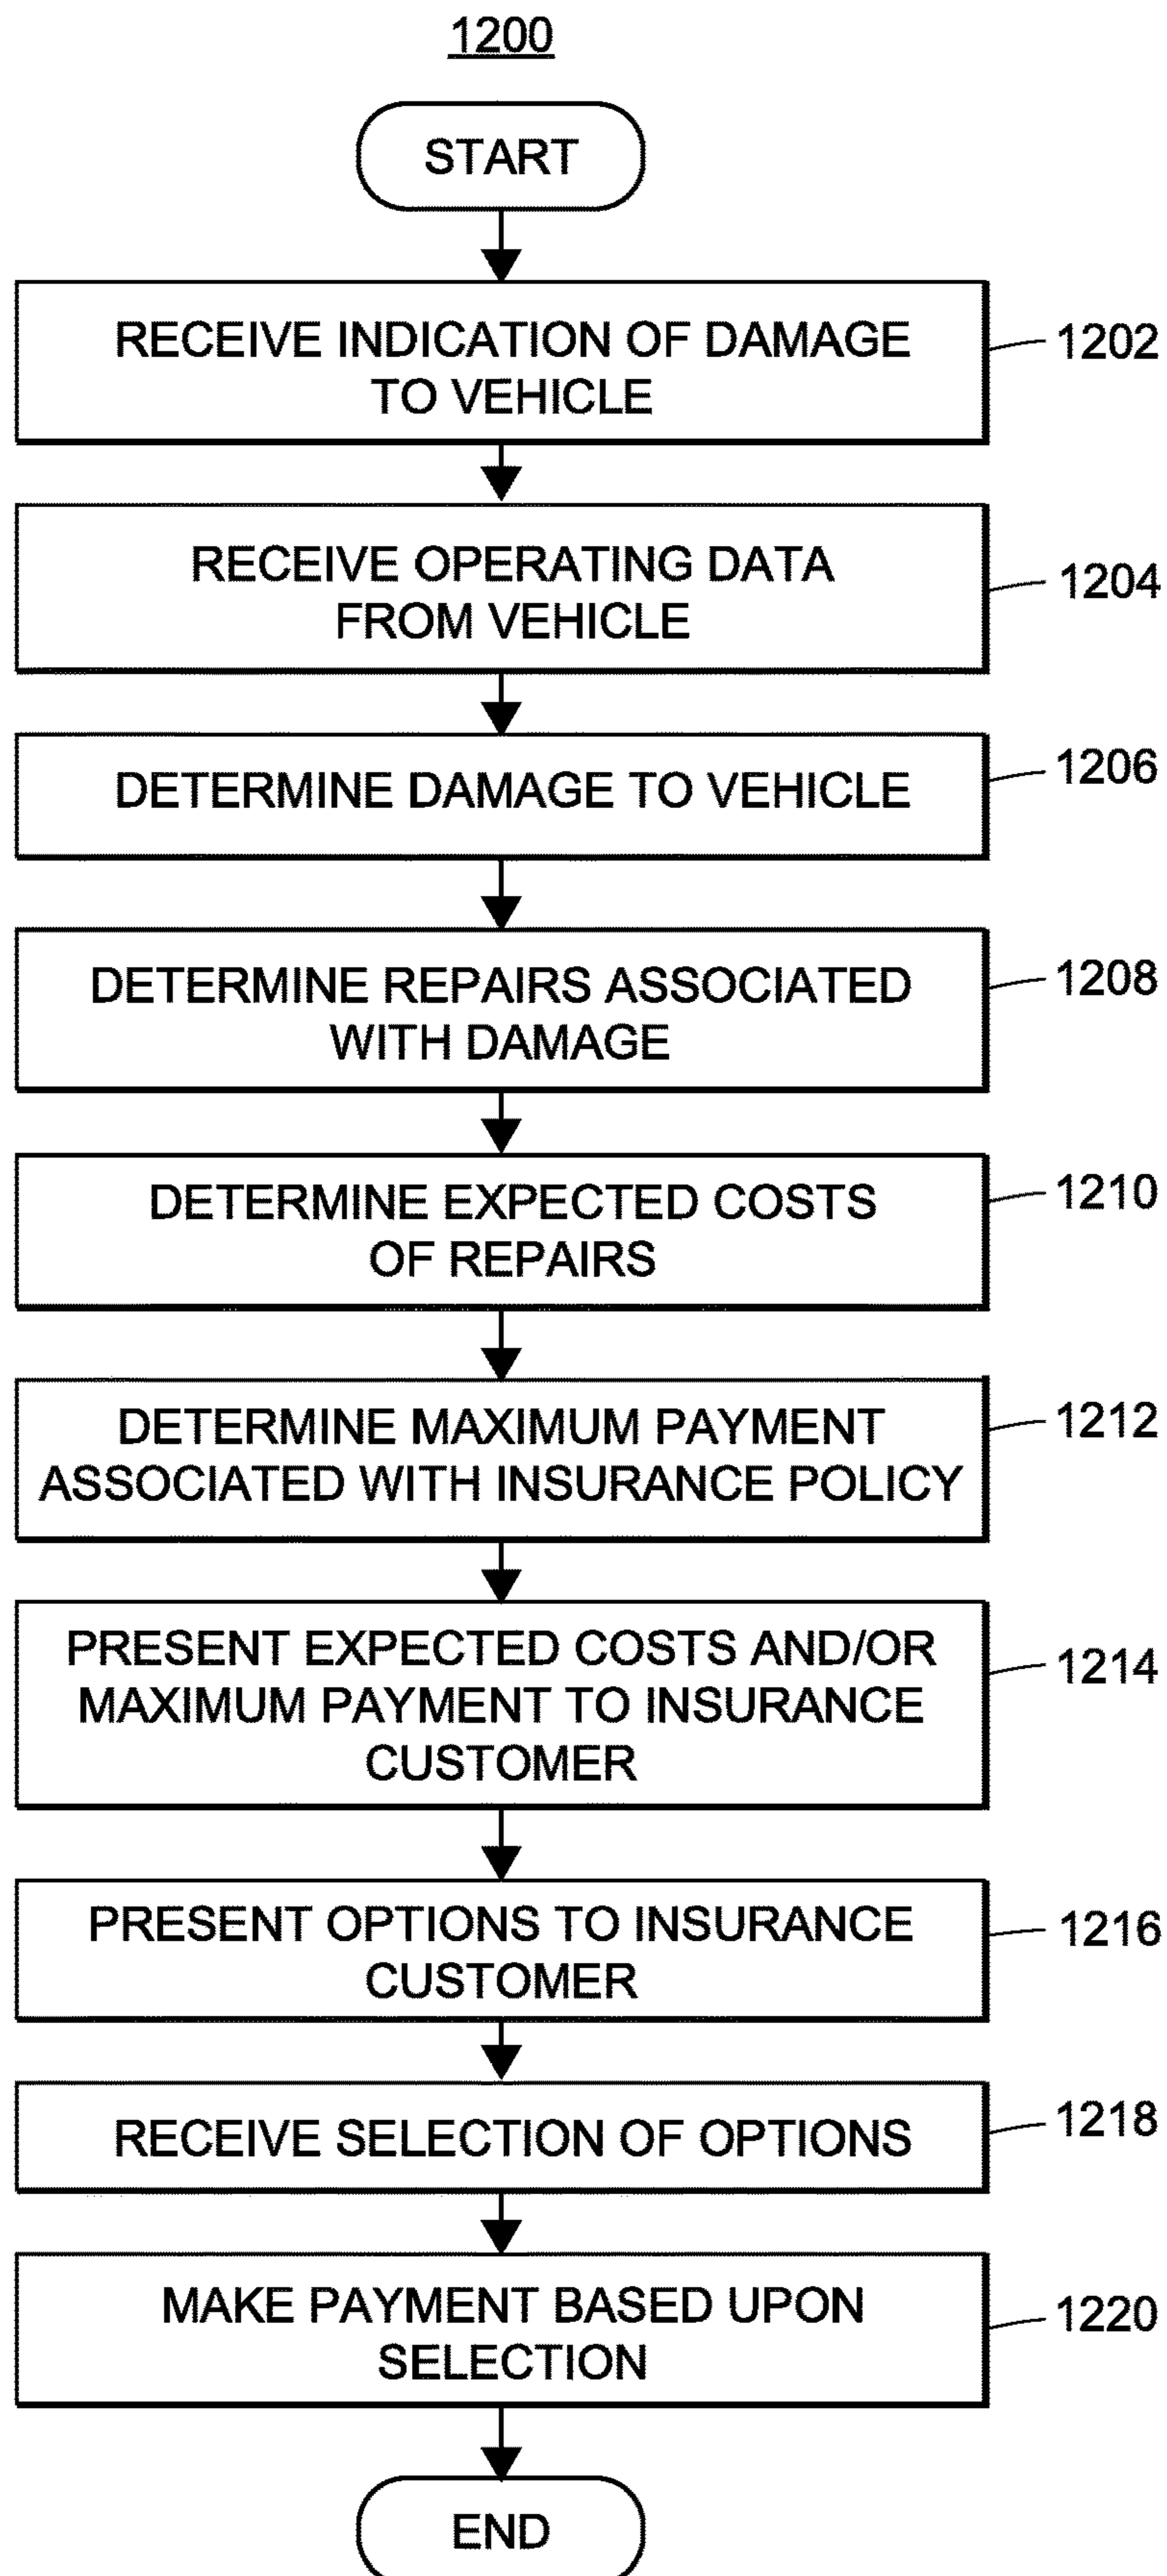 1200
START
RECEIVE INDICATION OF DAMAGE
TO VEHICLE
1202
RECEIVE OPERATING DATA
FROM VEHICLE
1204
DETERMINE DAMAGE TO VEHICLE
1206
DETERMINE REPAIRS ASSOCIATED
WITH DAMAGE
1208
DETERMINE EXPECTED COSTS
OF REPAIRS
1210
DETERMINE MAXIMUM PAYMENT
ASSOCIATED WITH INSURANCE POLICY
1212
PRESENT EXPECTED COSTS AND/OR
MAXIMUM PAYMENT TO INSURANCE
CUSTOMER
1214
PRESENT OPTIONS TO INSURANCE
CUSTOMER
1216
RECEIVE SELECTION OF OPTIONS
1218
MAKE PAYMENT BASED UPON
SELECTION
1220
END